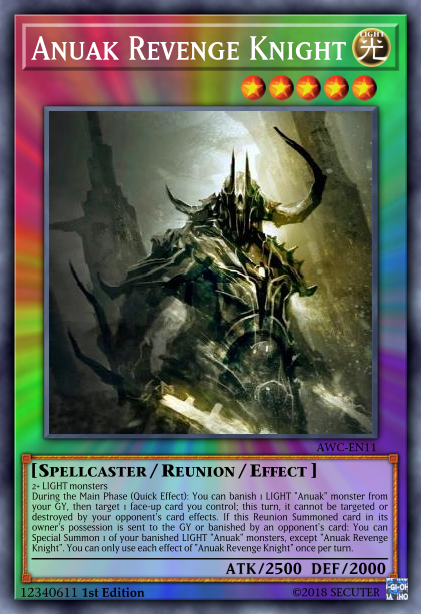 ANUAK REVENGE KNIGHT
LIGHT
光
AWC-EN11
[SPELLCASTER / REUNION / EFFECT ]
2+ LIGHT monsters
During the Main Phase (Quick Effect): You can banish 1 LIGHT "Anuak" monster from
your GY, then target 1 face-up card you control; this turn, it cannot be targeted or
destroyed by your opponent's card effects. If this Reunion Summoned card in its
owner's possession is sent to the GY or banished by an opponent's card: You can
Special Summon 1 of your banished LIGHT "Anuak" monsters, except "Anuak Revenge
Knight". You can only use each effect of "Anuak Revenge Knight" once per turn.
ATK/2500 DEF/2000
12340611 1st Edition
©2018 SECUTER